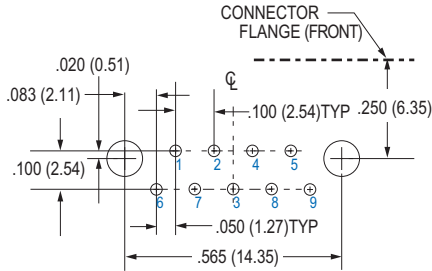 CONNECTOR
FLANGE (FRONT)
.020 (0.51)
℄
.083 (2.11)
.100 (2.54)TYP
.250 (6.35)
1 2 4 5
.100 (2.54)
6 7 3 8 9
.050 (1.27)TYP
.565 (14.35)